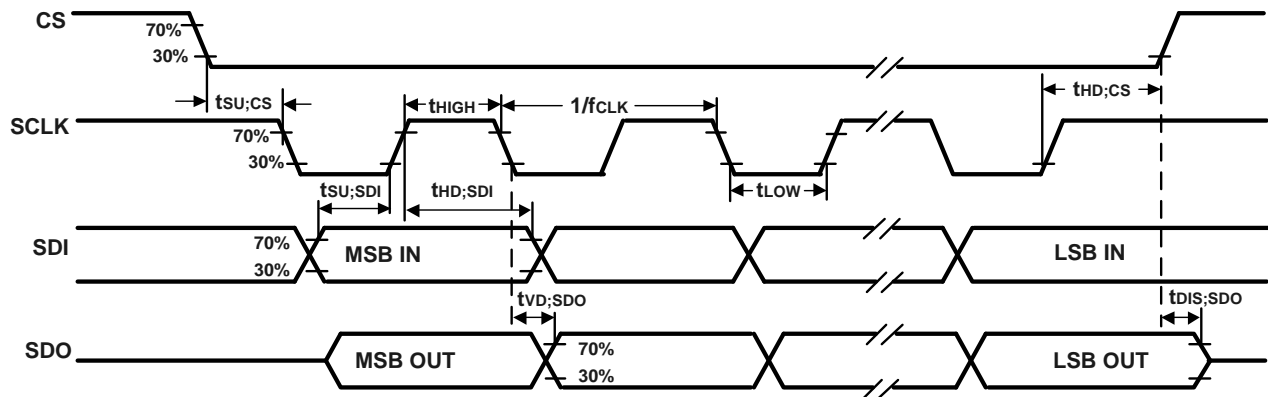 CS
70%
30%
tSU;CS
tHIGH
1/fCLK
tHD;CS
SCLK
70%
30%
tSU;SDI
tHD;SDI
tLOW
SDI
70%
30%
MSB IN
LSB IN
tVD;SDO
tDIS;SDO
SDO
MSB OUT
70%
30%
LSB OUT